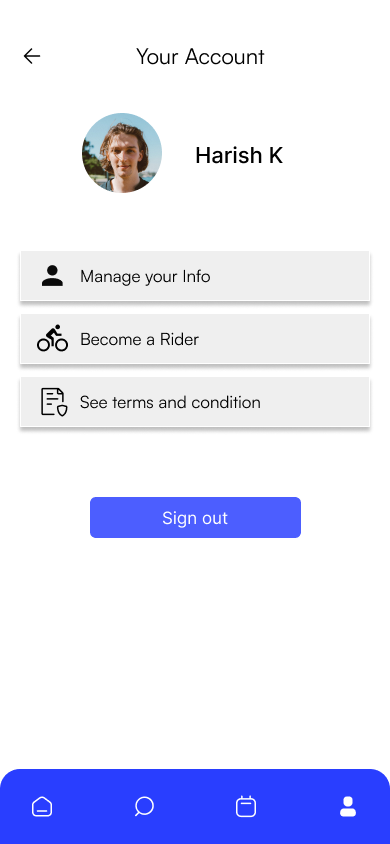 Your Account
Harish K
Manage your Info
Become a Rider
See terms and condition
Sign out